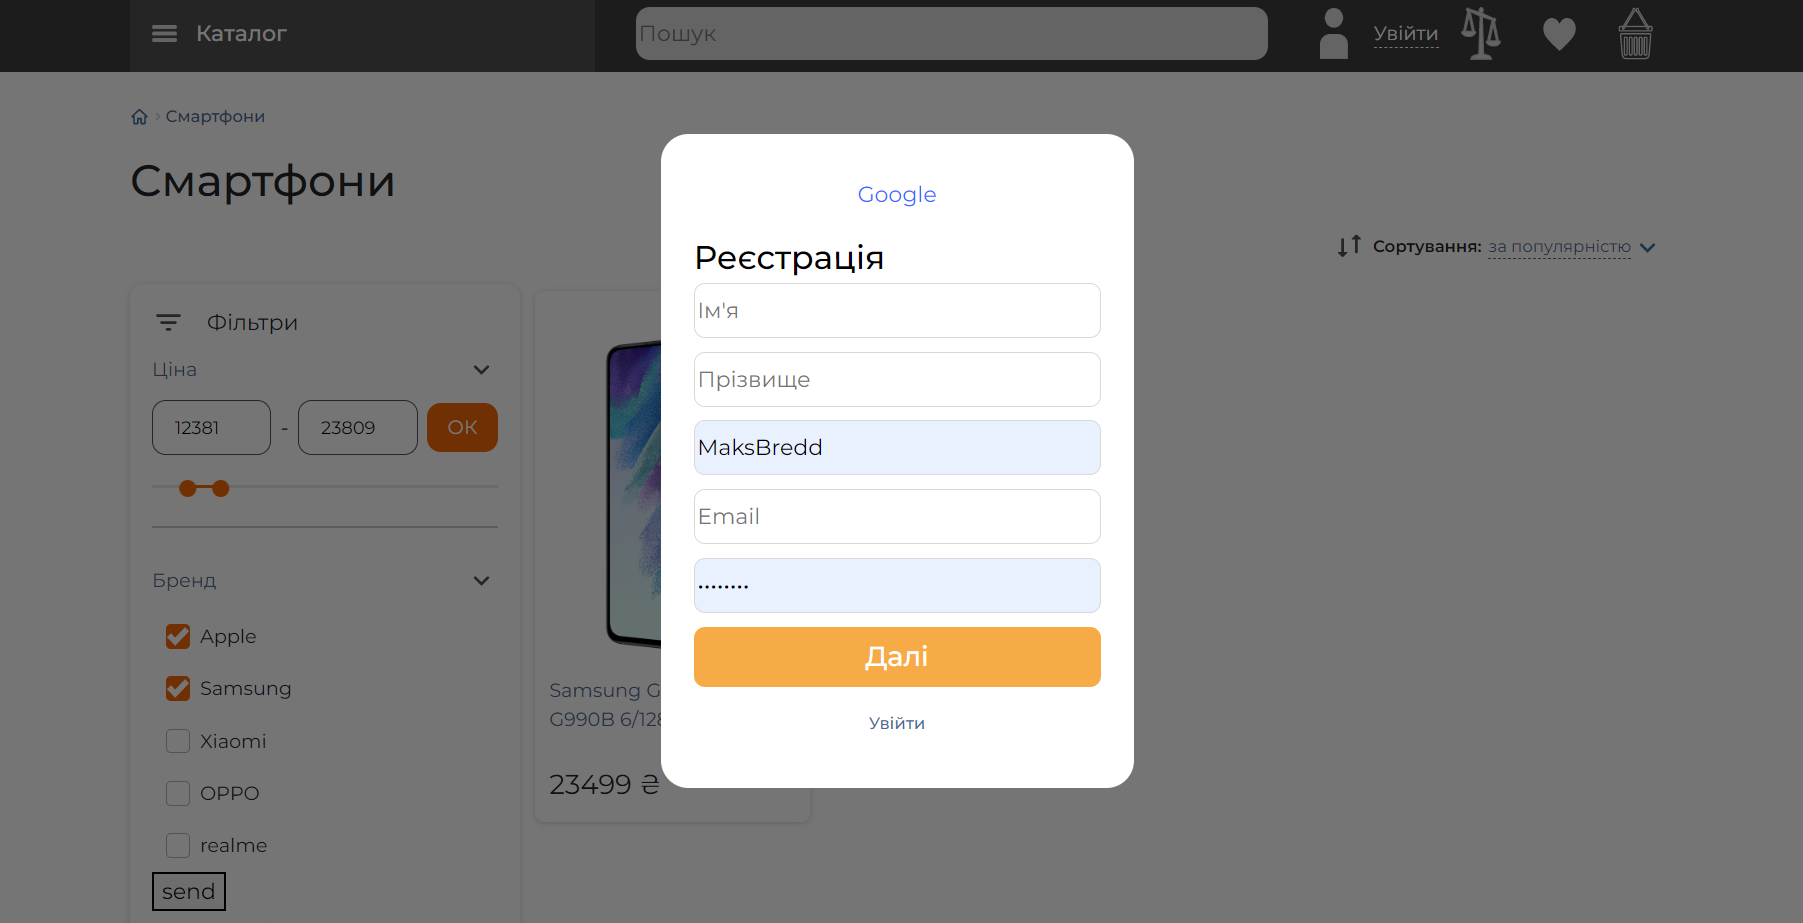 Каталог
Пошук
Увійти
Смартфони
Смартфони
Сортування: за популярністю
Фільтри
Ціна
12381 - 23809 ОК
Бренд
Apple
Samsung
Xiaomi
OPPO
realme
send
Samsung G
G990B 6/128
23499 ₴
Google
Реєстрація
Ім'я
Прізвище
MaksBredd
Email
••••••••
Далі
Увійти